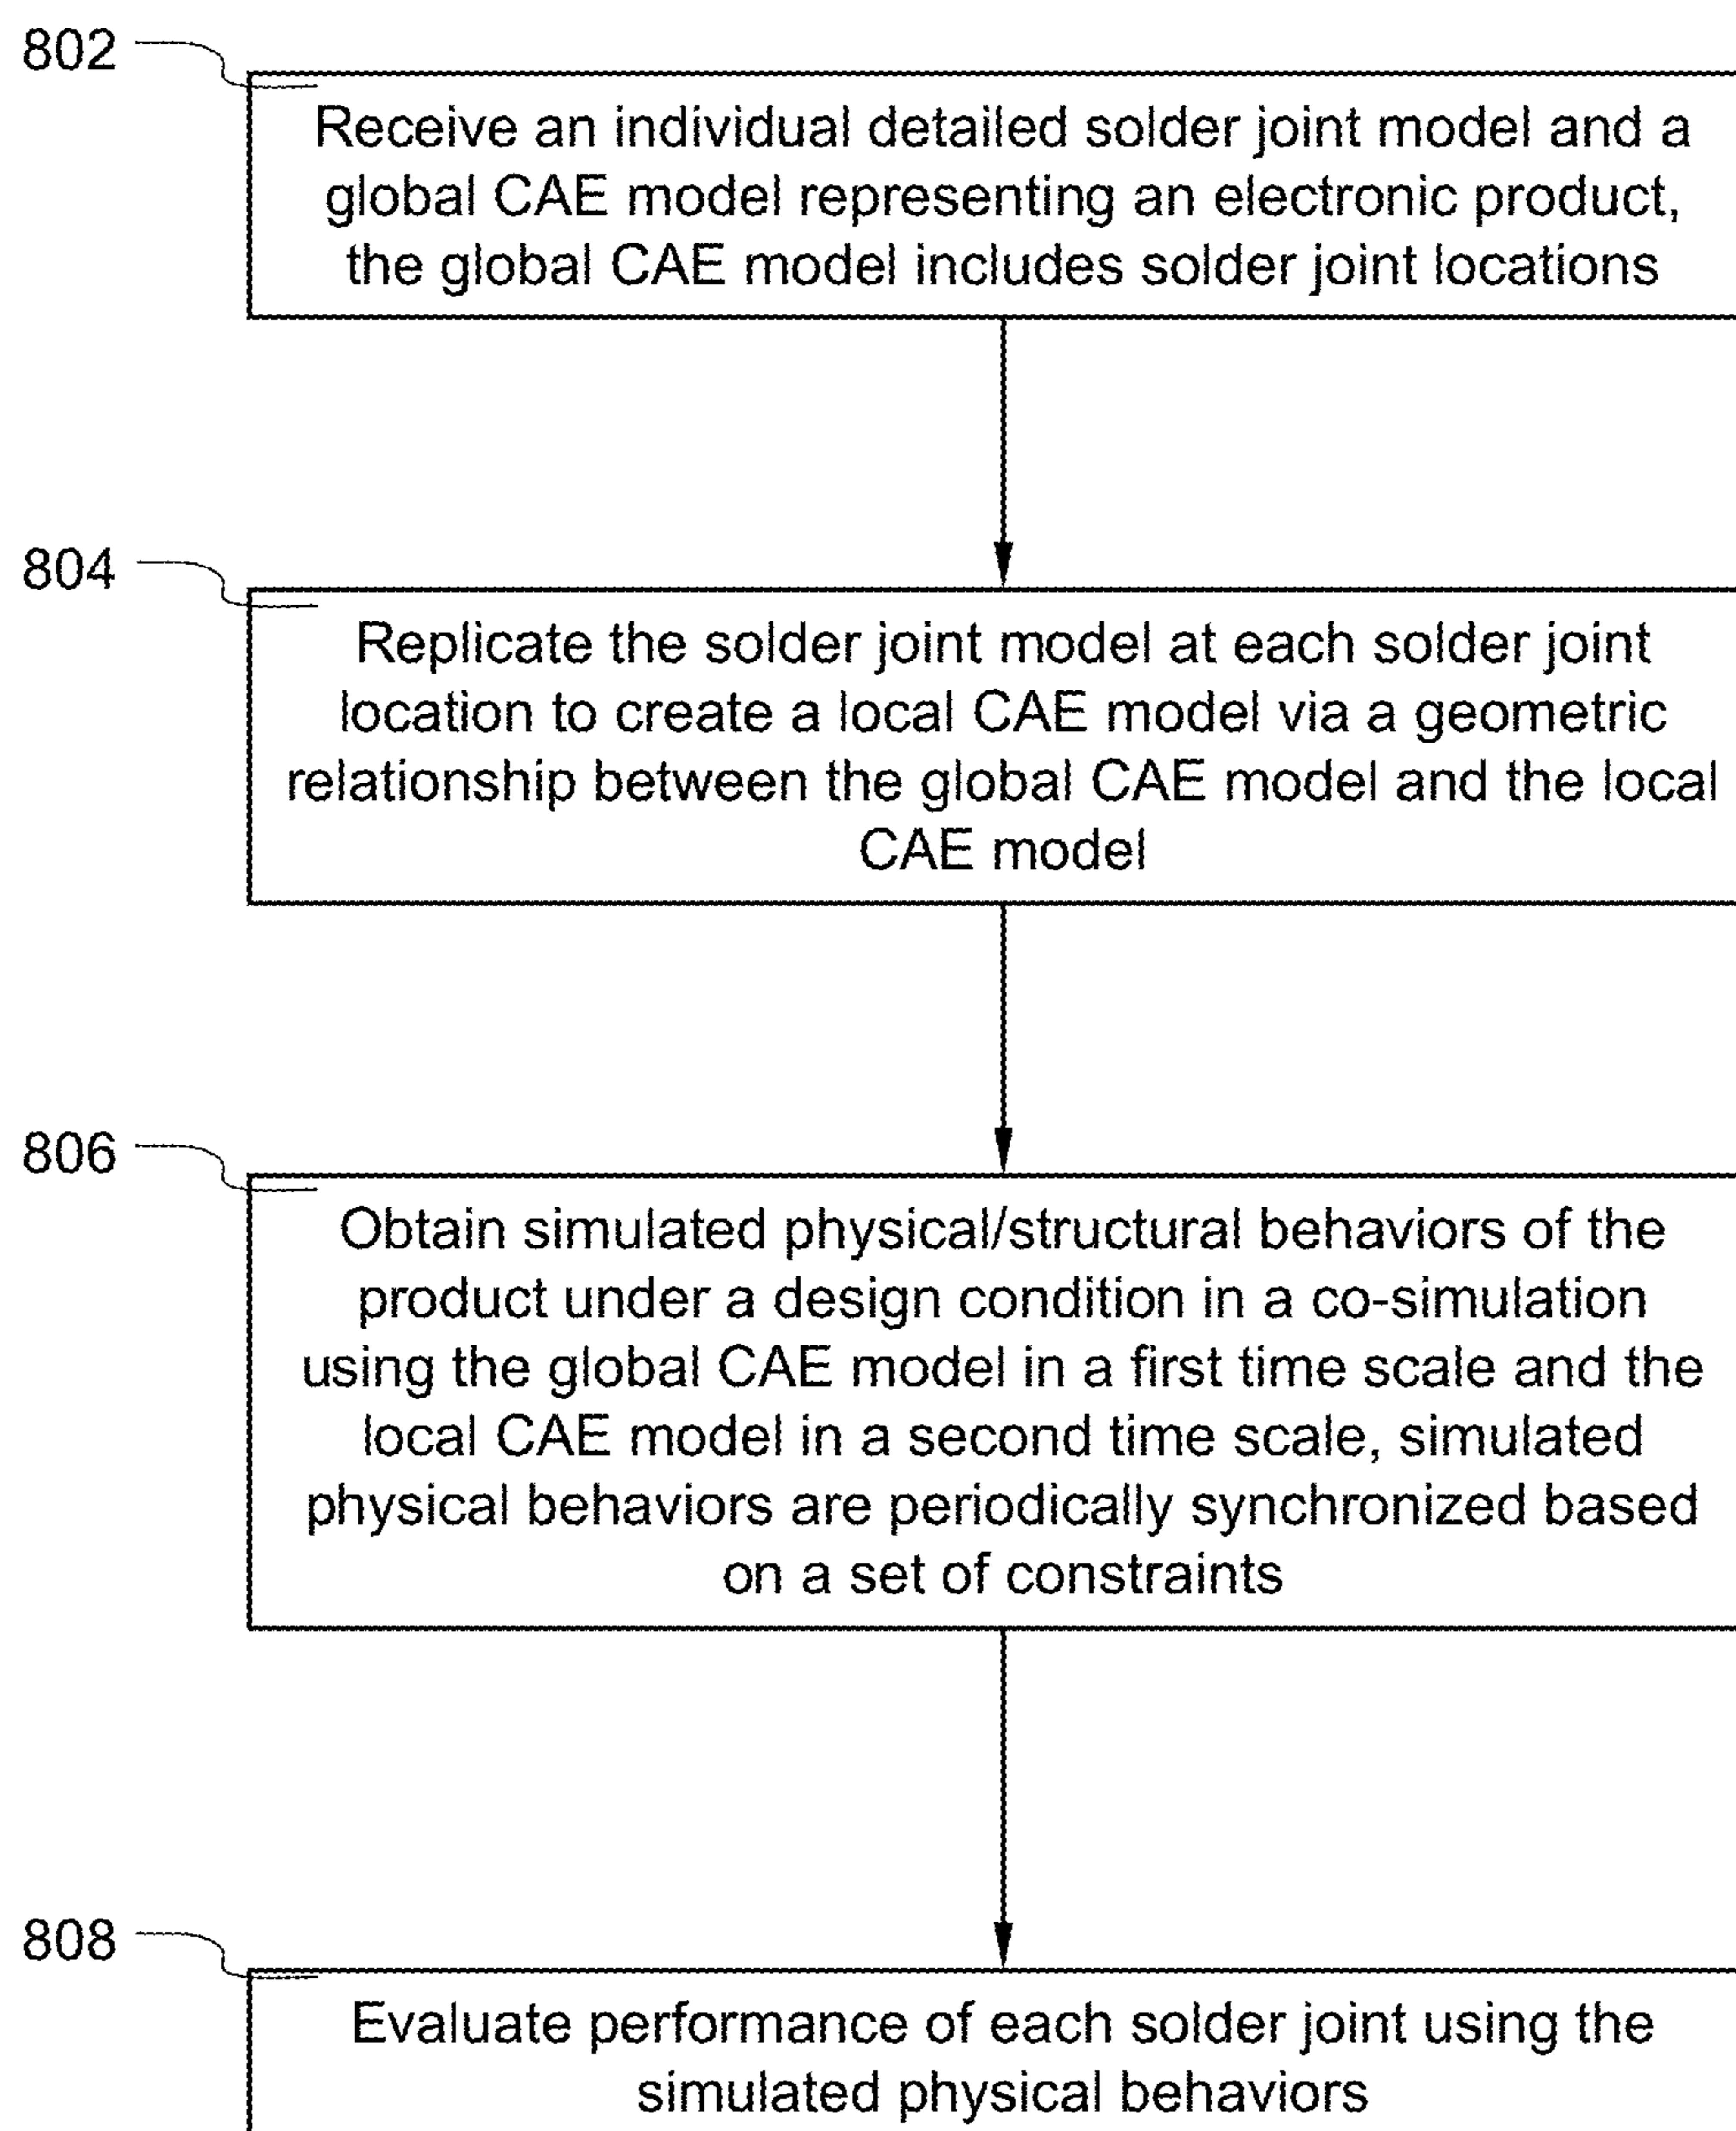 802
Receive an individual detailed solder joint model and a
global CAE model representing an electronic product,
the global CAE model includes solder joint locations
804
Replicate the solder joint model at each solder joint
location to create a local CAE model via a geometric
relationship between the global CAE model and the local
CAE model
806
Obtain simulated physical/structural behaviors of the
product under a design condition in a co-simulation
using the global CAE model in a first time scale and the
local CAE model in a second time scale, simulated
physical behaviors are periodically synchronized based
on a set of constraints
808
Evaluate performance of each solder joint using the
simulated physical behaviors